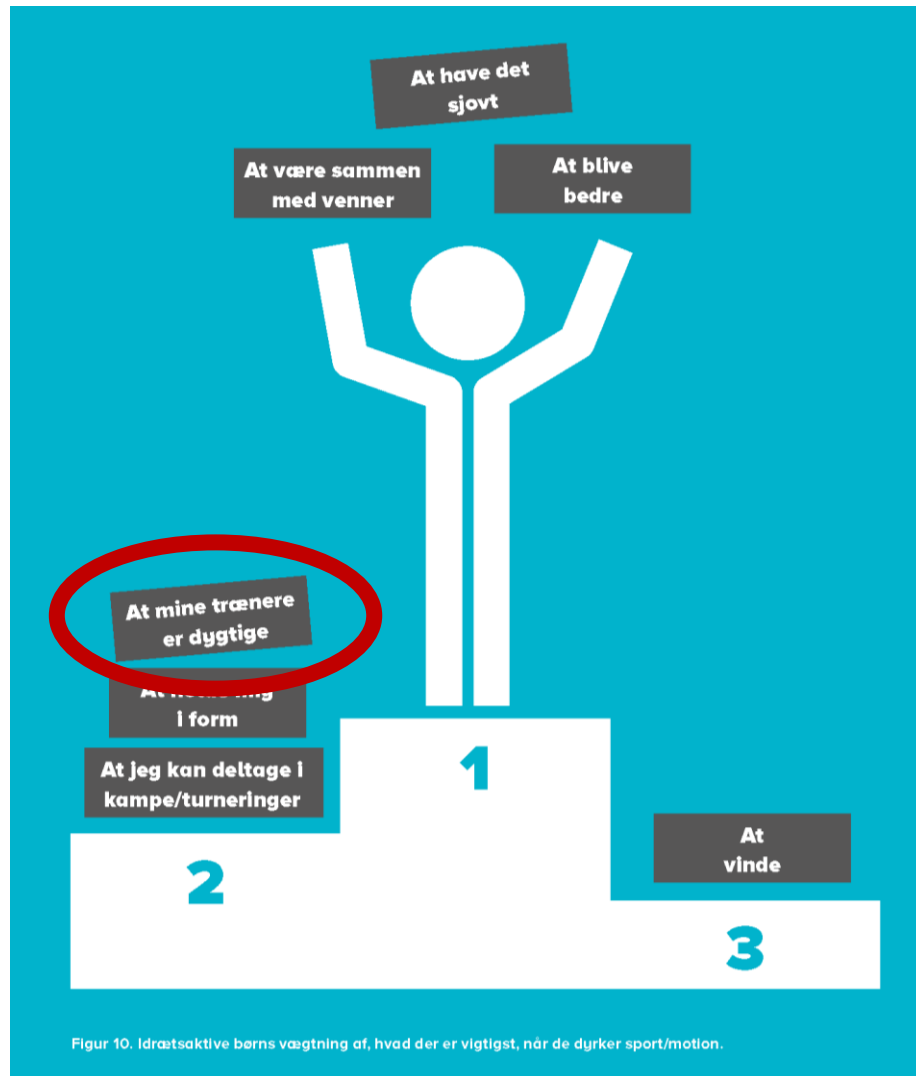 At have det
sjovt
At være sammen
med venner
At blive
bedre
At mine trænere
er dygtige
At mig
i form
At jeg kan deltage i
kampe/turneringer
1
2
At
vinde
3
Figur 10. Idrætsaktive børns vægtning af, hvad der er vigtigst, når de dyrker sport/motion.